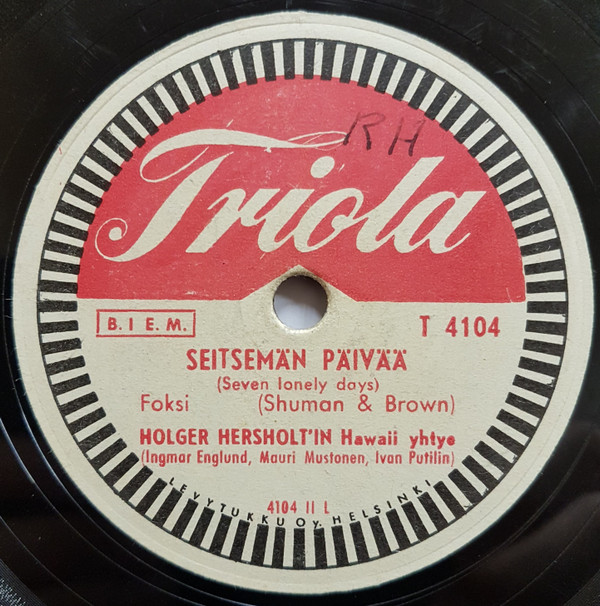 RH
Triola
B. I E. M.
T 4104
SEITSEMÄN PÄIVÄÄ
(Seven lonely days)
Foksi (Shuman & Brown)
HOLGER HERSHOLT'IN Hawaii yhtye
(Ingmar Englund, Mauri Mustonen, Ivan Putilin)
4104 II L
LEVYTUKKU Oy. HELSINKI